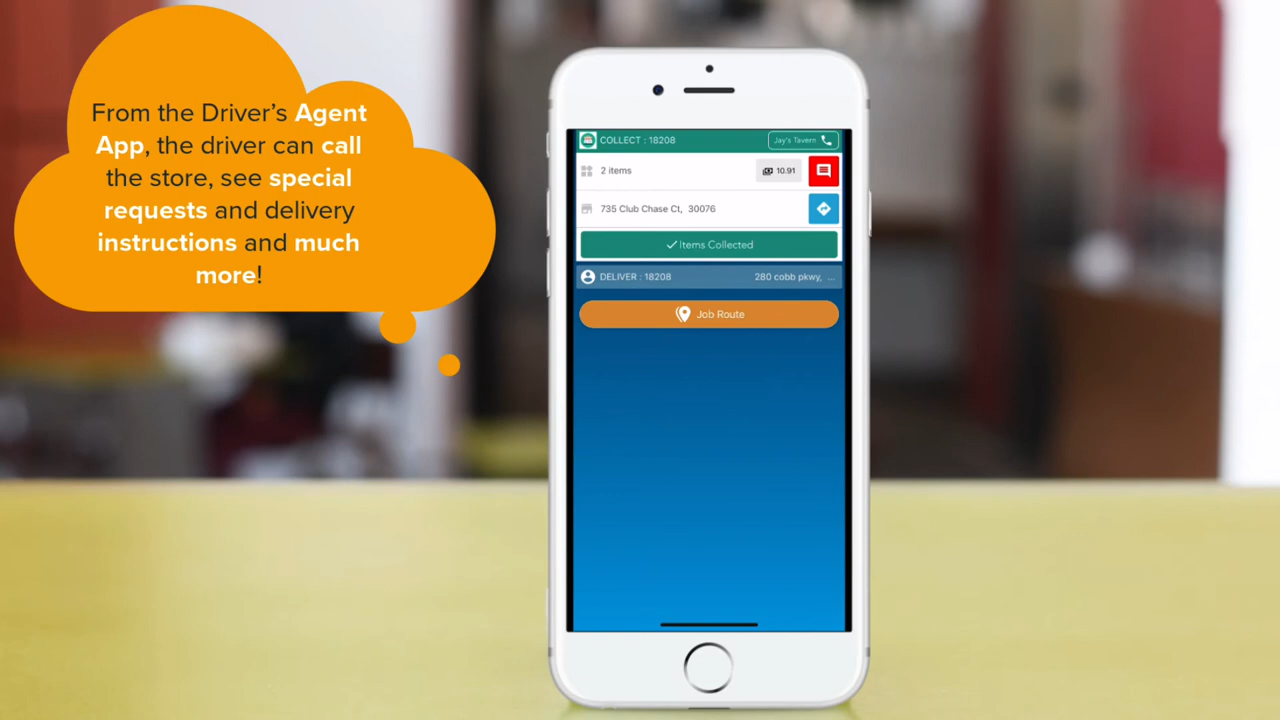 From the Driver’s Agent
App, the driver can call
the store, see special
requests and delivery
instructions and much
more!
COLLECT : 18208
Jay's Tavern
2 items
10.91
735 Club Chase Ct, 30076
Items Collected
DELIVER : 18208
280 cobb pkwy, ...
Job Route